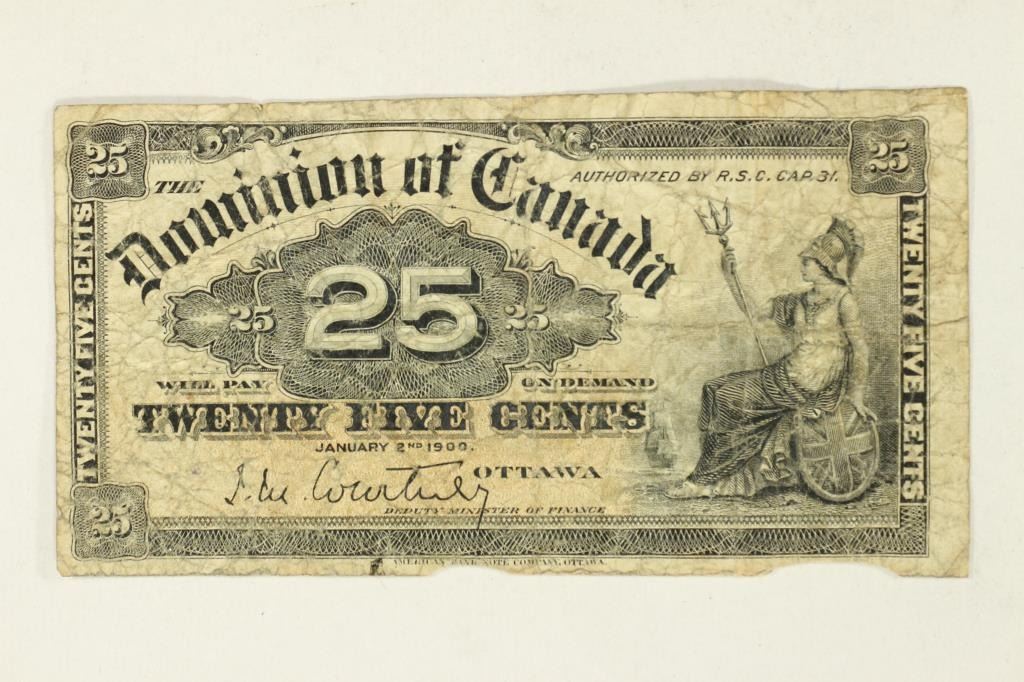 25
25
THE
Dominion of Canada
AUTHORIZED BY R.S.C. CAP. 31.
TWENTY FIVE CENTS
TWENTY FIVE CENTS
25
25
25
WILL PAY
ON DEMAND
TWENTY FIVE CENTS
JANUARY 2ND 1900.
OTTAWA
J. M. Courtney
DEPUTY MINISTER OF FINANCE
25
AMERICAN BANK NOTE COMPANY, OTTAWA.